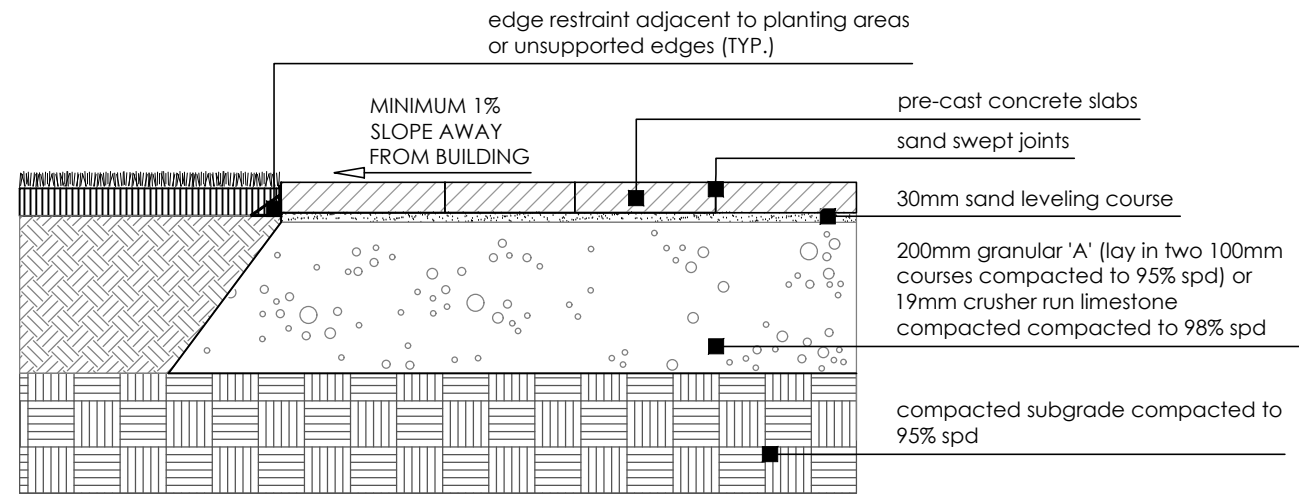 edge restraint adjacent to planting areas
or unsupported edges (TYP.)
MINIMUM 1%
SLOPE AWAY
FROM BUILDING
pre-cast concrete slabs
sand swept joints
30mm sand leveling course
200mm granular 'A' (lay in two 100mm
courses compacted to 95% spd) or
19mm crusher run limestone
compacted compacted to 98% spd
compacted subgrade compacted to
95% spd